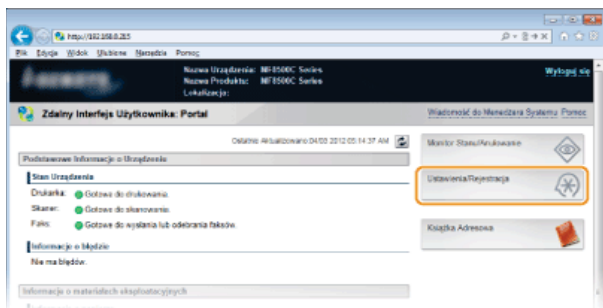 http://192.168.0.215
Plik Edycja Widok Ulubione Narzędzia Pomoc
Nazwa Urządzenia: MF8500C Series
Nazwa Produktu: MF8500C Series
Lokalizacja:
Wyloguj się
Zdalny Interfejs Użytkownika: Portal
Wiadomość do Menedżera Systemu Pomoc
Ostatnio Aktualizowano:04/03 2012 05:14:37 AM
Podstawowe Informacje o Urządzeniu
Stan Urządzenia
Drukarka: Gotowe do drukowania.
Skaner: Gotowe do skanowania.
Faks: Gotowe do wysłania lub odebrania faksów.
Informacje o błędzie
Nie ma błędów.
Informacje o materiałach eksploatacyjnych
Monitor Stanu/Anulowanie
Ustawienia/Rejestracja
Książka Adresowa